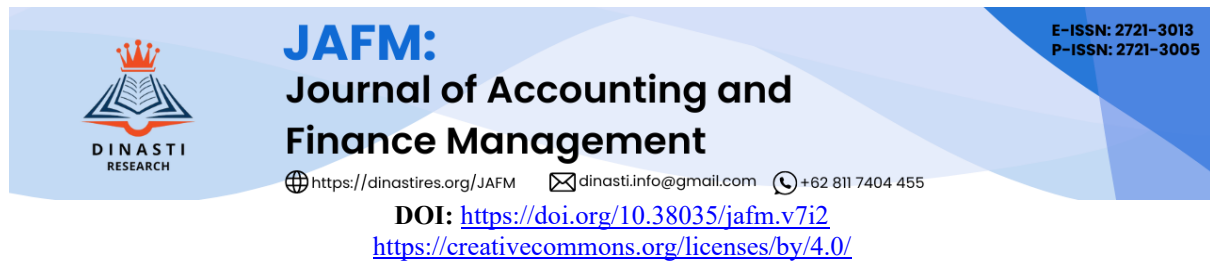 E-ISSN: 2721-3013
P-ISSN: 2721-3005
JAFM:
Journal of Accounting and
Finance Management
DINASTI
RESEARCH
https://dinastires.org/JAFM dinasti.info@gmail.com +62 811 7404 455
DOI: https://doi.org/10.38035/jafm.v7i2
https://creativecommons.org/licenses/by/4.0/